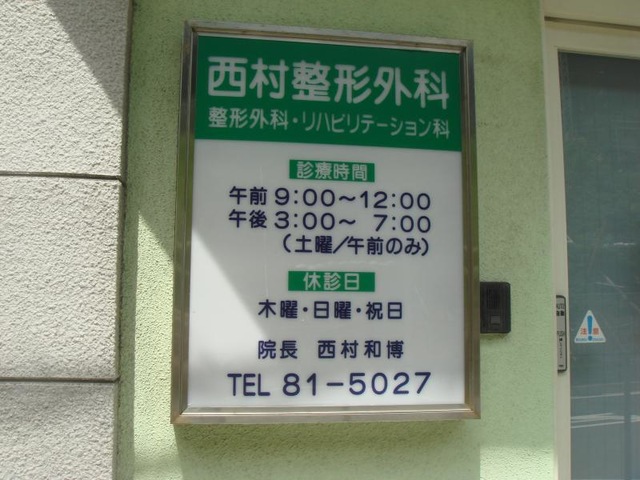 西村整形外科
整形外科・リハビリテーション科
診療時間
午前 9:00〜12:00
午後 3:00〜 7:00
(土曜/午前のみ)
休診日
木曜・日曜・祝日
院長 西村和博
TEL 81-5027
注意
AUTO